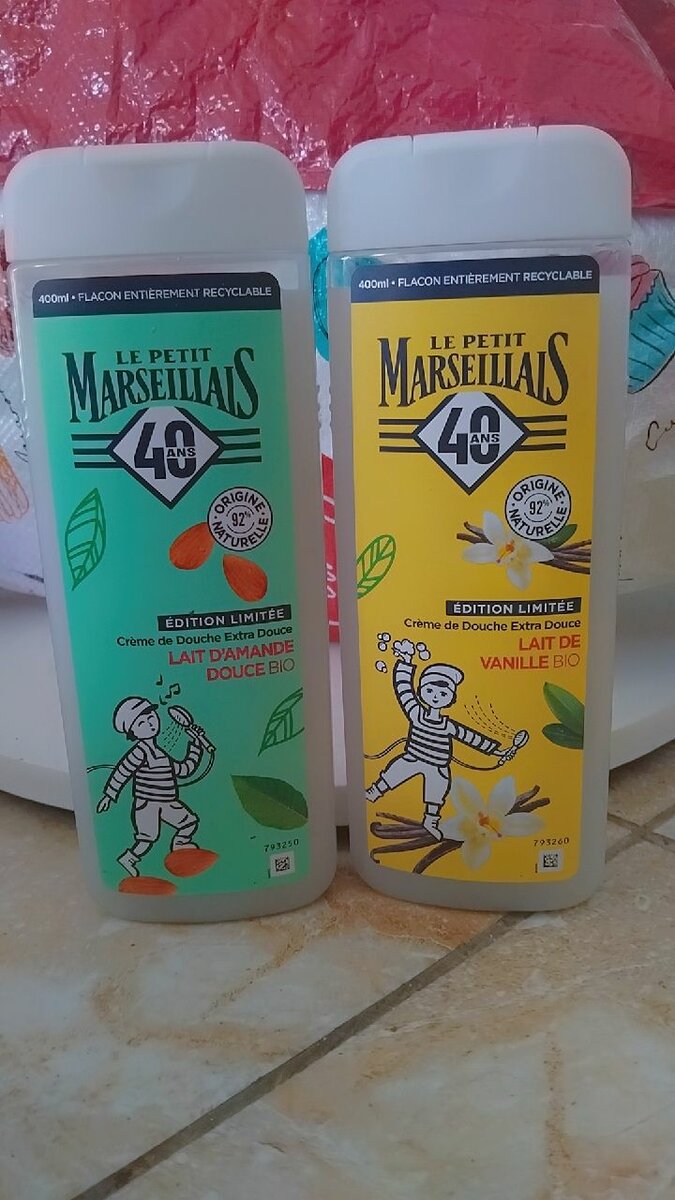 400ml • FLACON ENTIÈREMENT RECYCLABLE
LE PETIT
MARSEILLAIS
40 ANS
ORIGINE
92%
NATURELLE
ÉDITION LIMITÉE
Crème de Douche Extra Douce
LAIT D'AMANDE
DOUCE BIO
793250
400ml • FLACON ENTIÈREMENT RECYCLABLE
LE PETIT
MARSEILLAIS
40 ANS
ORIGINE
92%
NATURELLE
ÉDITION LIMITÉE
Crème de Douche Extra Douce
LAIT DE
VANILLE BIO
793260